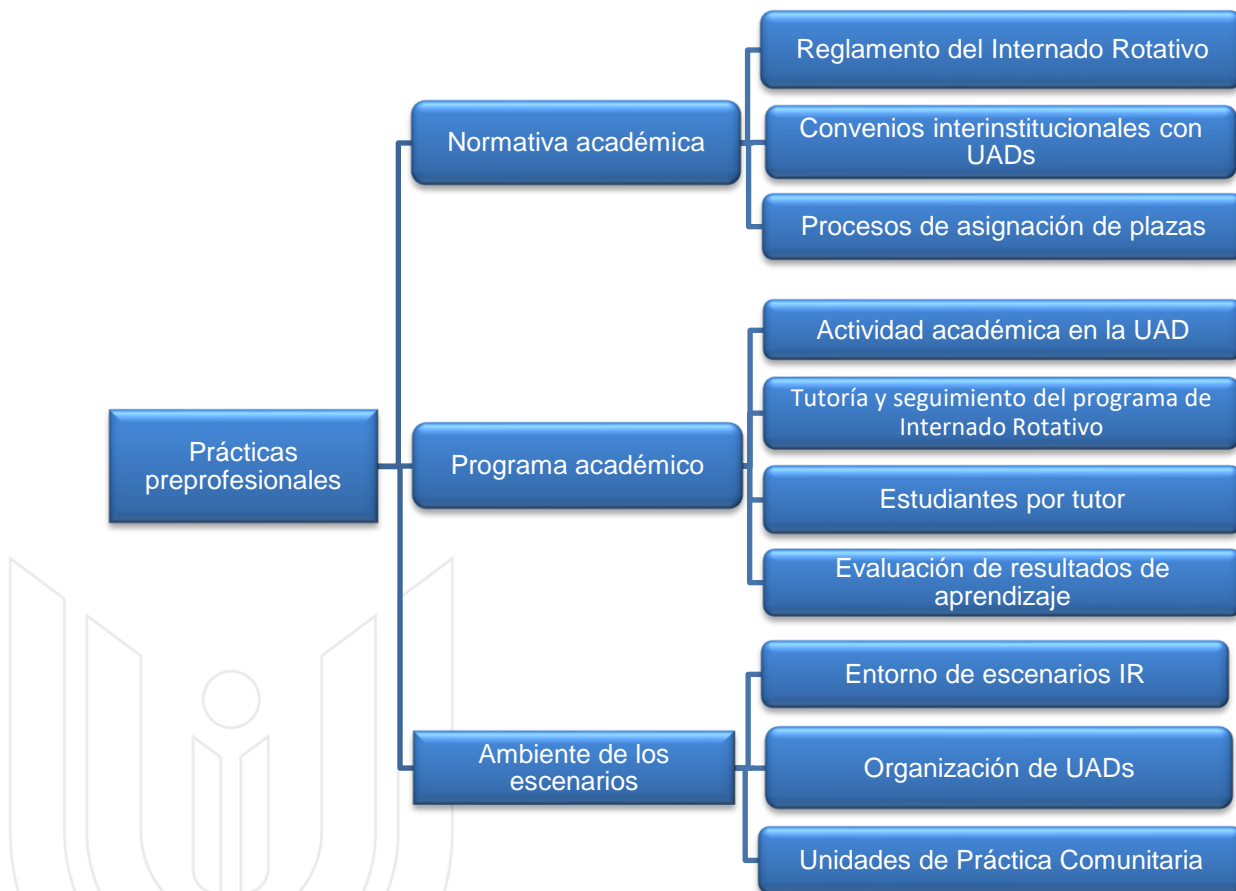 Prácticas
preprofesionales
Normativa académica
Reglamento del Internado Rotativo
Convenios interinstitucionales con
UADs
Procesos de asignación de plazas
Programa académico
Actividad académica en la UAD
Tutoría y seguimiento del programa de
Internado Rotativo
Estudiantes por tutor
Evaluación de resultados de
aprendizaje
Ambiente de los
escenarios
Entorno de escenarios IR
Organización de UADs
Unidades de Práctica Comunitaria